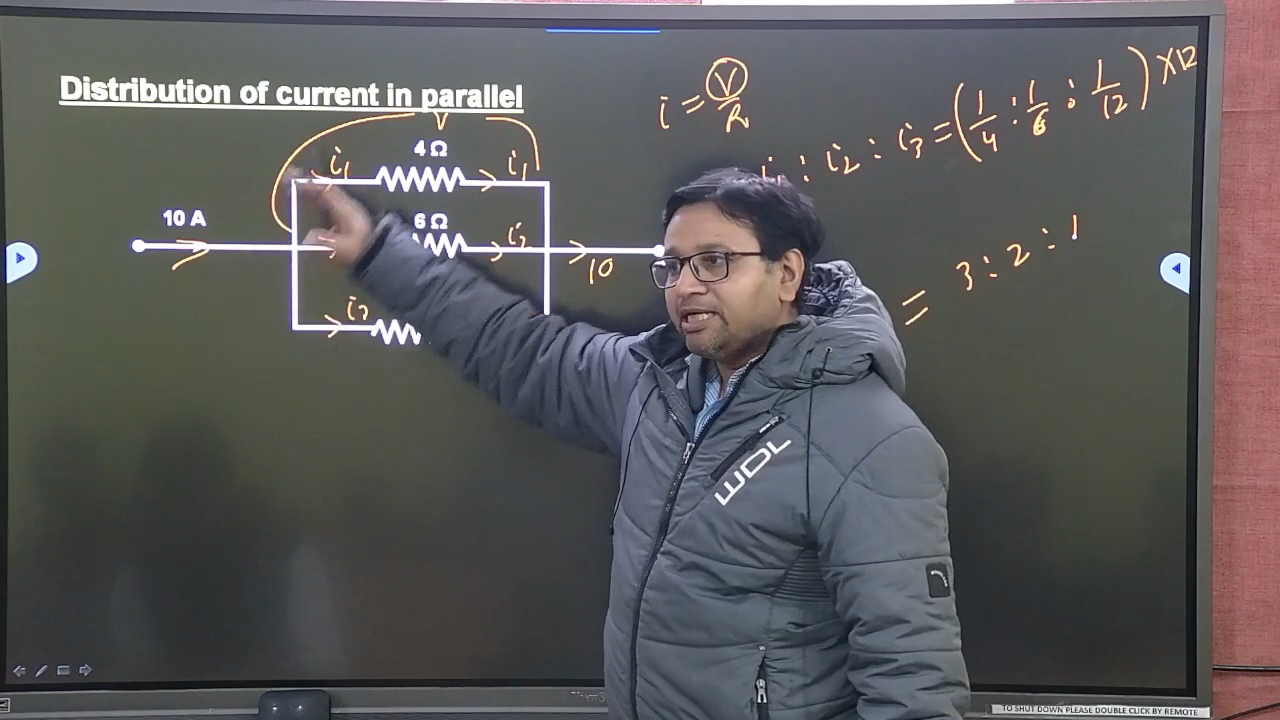 Distribution of current in parallel
i = V/R
i₁ : i₂ : i₃ = (1/4 : 1/6 : 1/12) × 12
= 3 : 2 : 1
V
4 Ω
i₁
i₁
10 A
6 Ω
i₂
10
i₃
WDL
TO SHUT DOWN PLEASE DOUBLE CLICK BY REMOTE